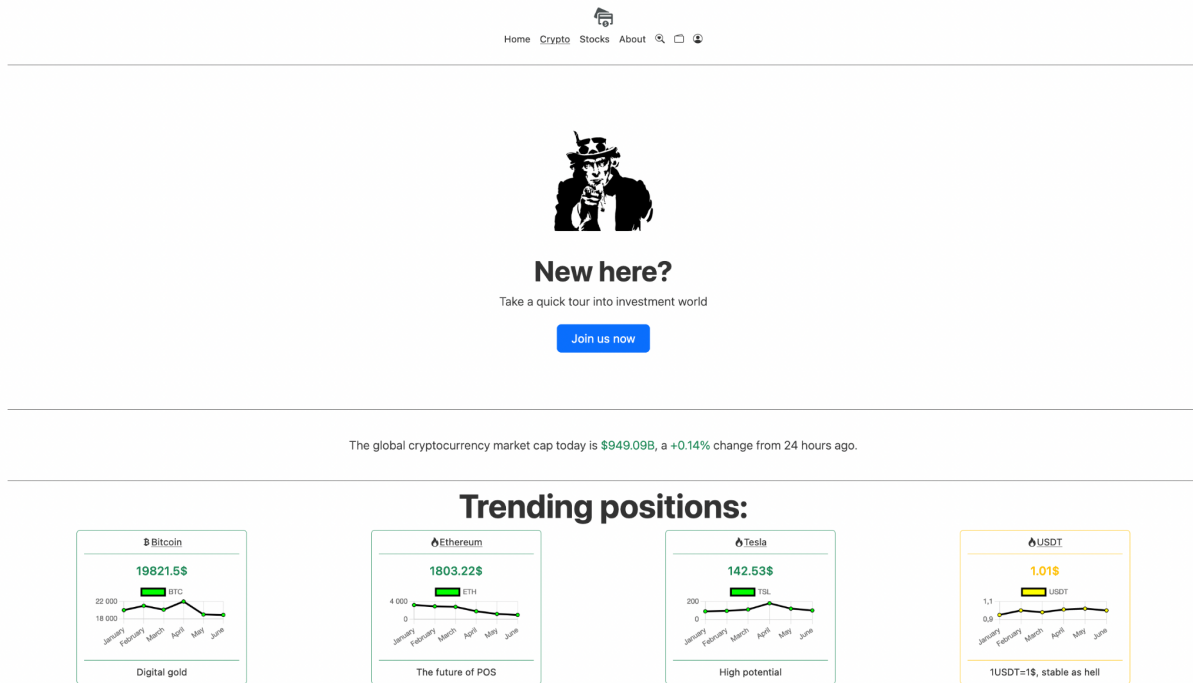 Home Crypto Stocks About
New here?
Take a quick tour into investment world
Join us now
The global cryptocurrency market cap today is $949.09B, a +0.14% change from 24 hours ago.
Trending positions:
Bitcoin
19821.5$
BTC
22 000
18 000
January February March April May June
Digital gold
Ethereum
1803.22$
ETH
4 000
0
January February March April May June
The future of POS
Tesla
142.53$
TSL
200
0
January February March April May June
High potential
USDT
1.01$
USDT
1,1
0,9
January February March April May June
1USDT=1$, stable as hell